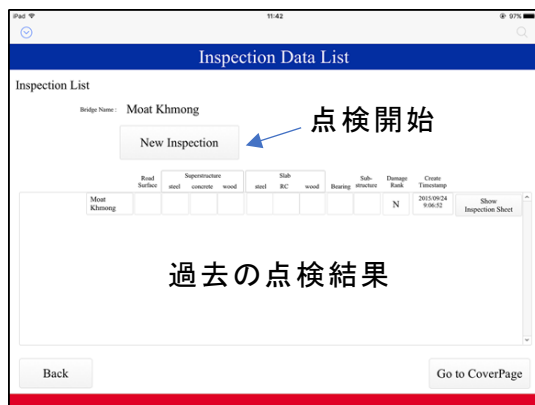 iPad 11:42 97%
Inspection Data List
Inspection List
Bridge Name : Moat Khmong
New Inspection 点検開始
Road Surface Superstructure Slab Bearing Sub-structure Damage Rank Create Timestamp
steel concrete wood steel RC wood
Moat Khmong N 2015/09/24 9:06:52 Show Inspection Sheet
過去の点検結果
Back Go to CoverPage